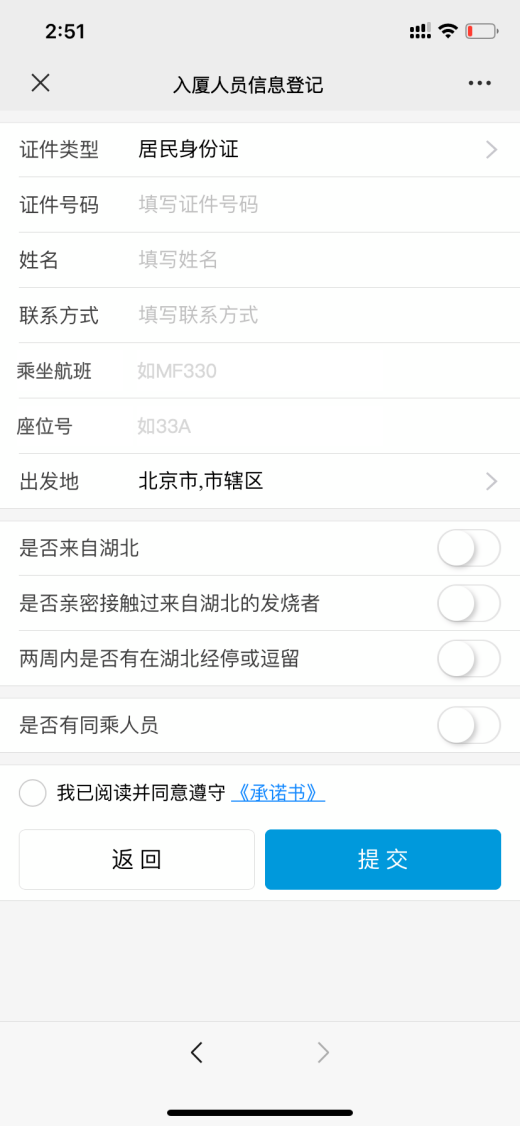 2:51
入厦人员信息登记
证件类型 居民身份证
证件号码 填写证件号码
姓名 填写姓名
联系方式 填写联系方式
乘坐航班 如MF330
座位号 如33A
出发地 北京市,市辖区
是否来自湖北
是否亲密接触过来自湖北的发烧者
两周内是否有在湖北经停或逗留
是否有同乘人员
我已阅读并同意遵守《承诺书》
返回 提交